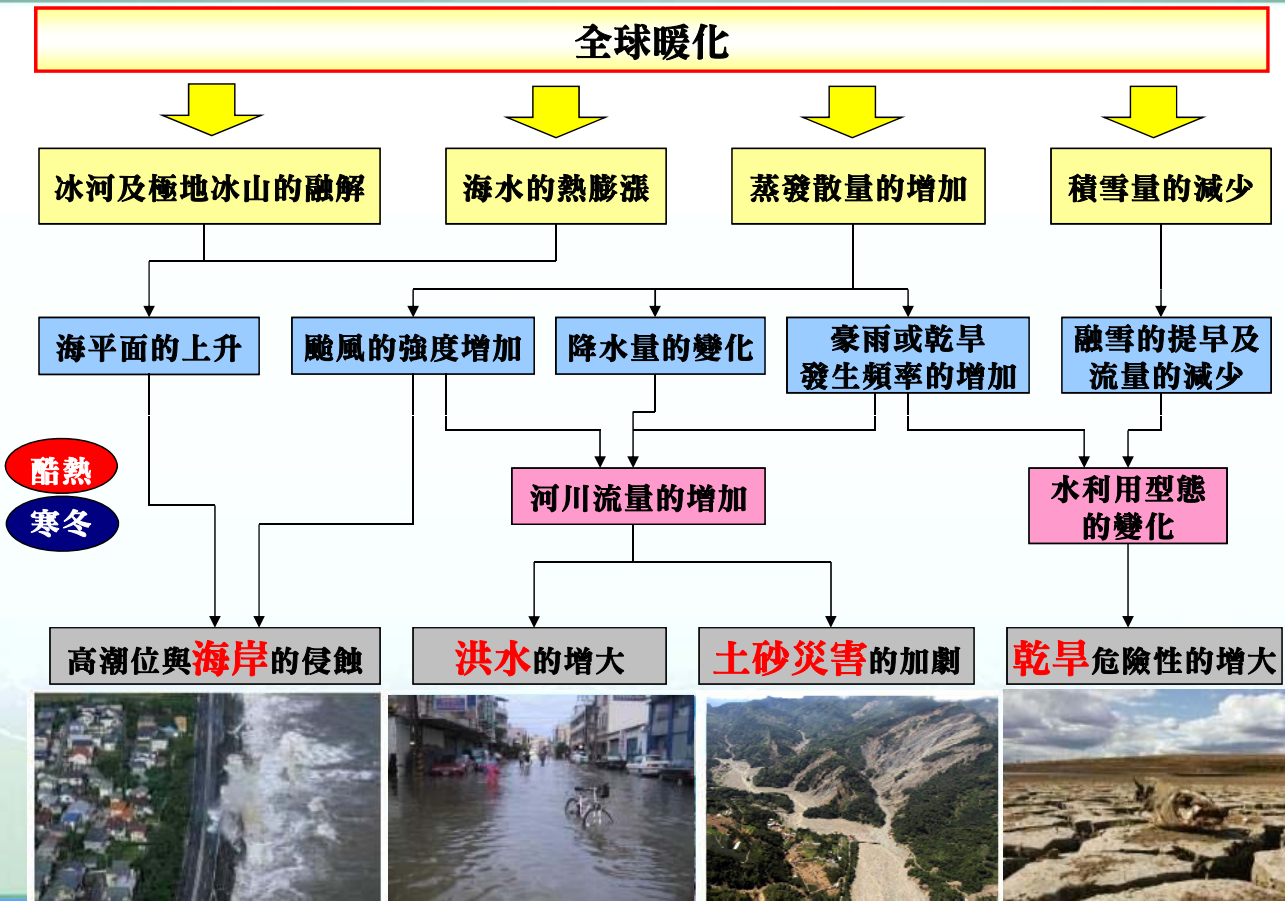 全球暖化
冰河及極地冰山的融解
海水的熱膨漲
蒸發散量的增加
積雪量的減少
海平面的上升
颱風的強度增加
降水量的變化
豪雨或乾旱
發生頻率的增加
融雪的提早及
流量的減少
酷熱
寒冬
河川流量的增加
水利用型態
的變化
高潮位與海岸的侵蝕
洪水的增大
土砂災害的加劇
乾旱危險性的增大